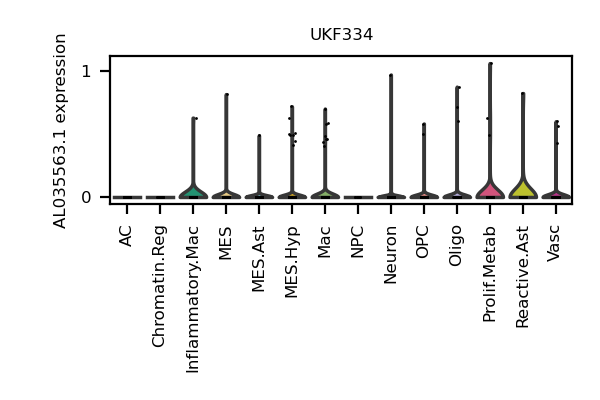 UKF334
AL035563.1 expression
1
0
AC
Chromatin.Reg
Inflammatory.Mac
MES
MES.Ast
MES.Hyp
Mac
NPC
Neuron
OPC
Oligo
Prolif.Metab
Reactive.Ast
Vasc